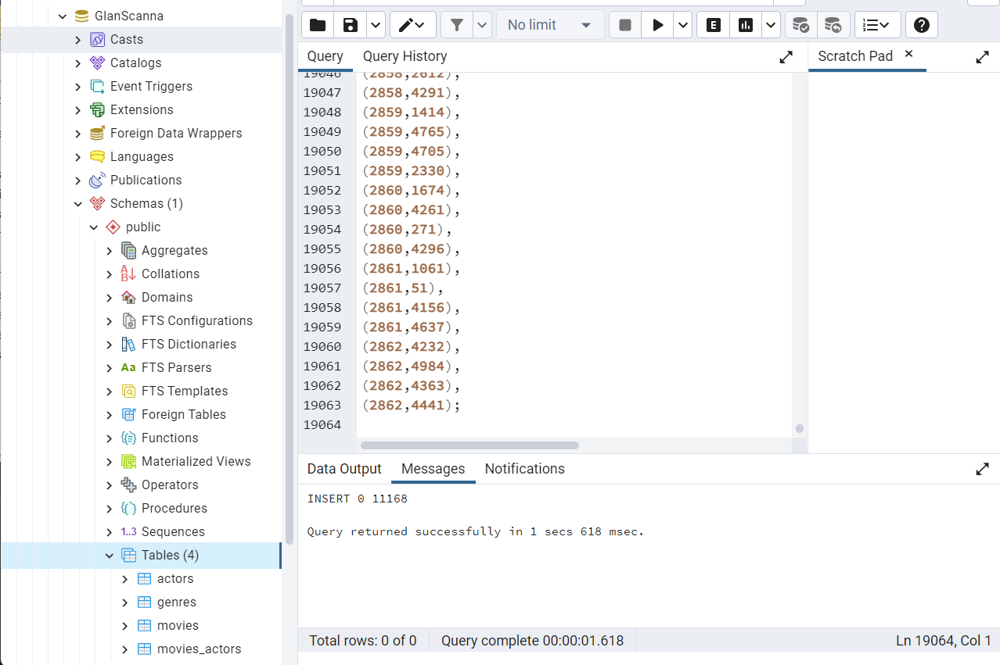 GlanScanna
Casts
Catalogs
Event Triggers
Extensions
Foreign Data Wrappers
Languages
Publications
Schemas (1)
public
Aggregates
Collations
Domains
FTS Configurations
FTS Dictionaries
Aa FTS Parsers
FTS Templates
Foreign Tables
Functions
Materialized Views
Operators
Procedures
1..3 Sequences
Tables (4)
actors
genres
movies
movies_actors
No limit
E
Query Query History
Scratch Pad
19046 (2858,2612),
19047 (2858,4291),
19048 (2859,1414),
19049 (2859,4765),
19050 (2859,4705),
19051 (2859,2330),
19052 (2860,1674),
19053 (2860,4261),
19054 (2860,271),
19055 (2860,4296),
19056 (2861,1061),
19057 (2861,51),
19058 (2861,4156),
19059 (2861,4637),
19060 (2862,4232),
19061 (2862,4984),
19062 (2862,4363),
19063 (2862,4441);
19064
Data Output Messages Notifications
INSERT 0 11168
Query returned successfully in 1 secs 618 msec.
Total rows: 0 of 0 Query complete 00:00:01.618 Ln 19064, Col 1